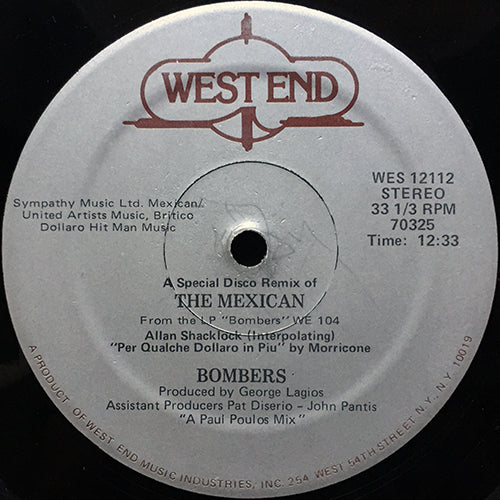 WEST END
WES 12112
STEREO
33 1/3 RPM
70325
Time: 12:33
Sympathy Music Ltd. Mexican/
United Artists Music, Britico
Dollaro Hit Man Music
A Special Disco Remix of
THE MEXICAN
From the LP "Bombers" WE 104
Allan Shacklock (Interpolating)
"Per Qualche Dollaro in Piu" by Morricone
BOMBERS
Produced by George Lagios
Assistant Producers Pat Diserio - John Pantis
"A Paul Poulos Mix"
A PRODUCT OF WEST END MUSIC INDUSTRIES, INC. 254 WEST 54TH STREET N.Y., N.Y. 10019